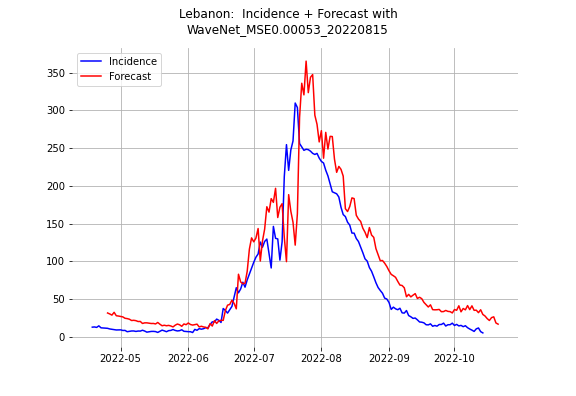 Lebanon:  Incidence + Forecast with
WaveNet_MSE0.00053_20220815
Incidence
Forecast
350
300
250
200
150
100
50
0
2022-05 2022-06 2022-07 2022-08 2022-09 2022-10